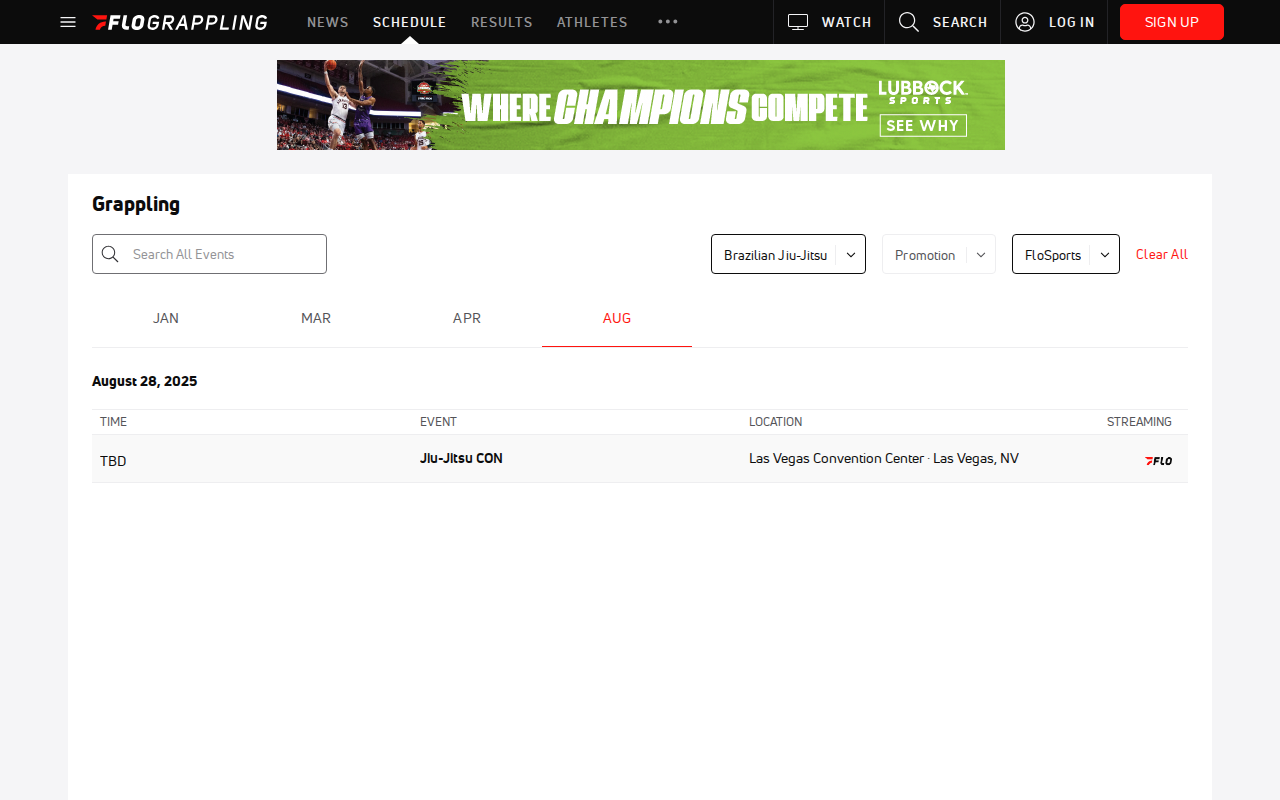 FLOGRAPPLING
NEWS
SCHEDULE
RESULTS
ATHLETES
WATCH
SEARCH
LOG IN
SIGN UP
WHERE CHAMPIONS COMPETE
LUBBOCK
SPORTS
SEE WHY
Grappling
Search All Events
Brazilian Jiu-Jitsu
Promotion
FloSports
Clear All
JAN
MAR
APR
AUG
August 28, 2025
TIME
EVENT
LOCATION
STREAMING
TBD
Jiu-Jitsu CON
Las Vegas Convention Center · Las Vegas, NV
FLO